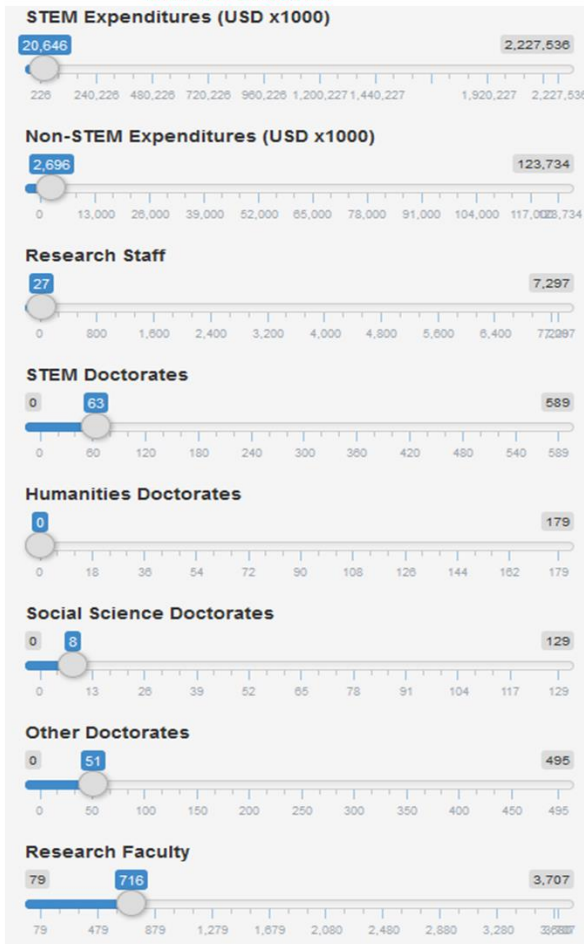 STEM Expenditures (USD x1000)
20,646 2,227,536
226 240,226 480,226 720,226 960,226 1,200,227 1,440,227 1,920,227 2,227,536
Non-STEM Expenditures (USD x1000)
2,696 123,734
0 13,000 26,000 39,000 52,000 65,000 78,000 91,000 104,000 117,000 123,734
Research Staff
27 7,297
0 800 1,600 2,400 3,200 4,000 4,800 5,600 6,400
STEM Doctorates
0 63 589
0 60 120 180 240 300 360 420 480 540 589
Humanities Doctorates
0 179
0 18 36 54 72 90 108 126 144 162 179
Social Science Doctorates
0 8 129
0 13 26 39 52 65 78 91 104 117 129
Other Doctorates
0 51 495
0 50 100 150 200 250 300 350 400 450 495
Research Faculty
79 716 3,707
79 479 879 1,279 1,679 2,080 2,480 2,880 3,280